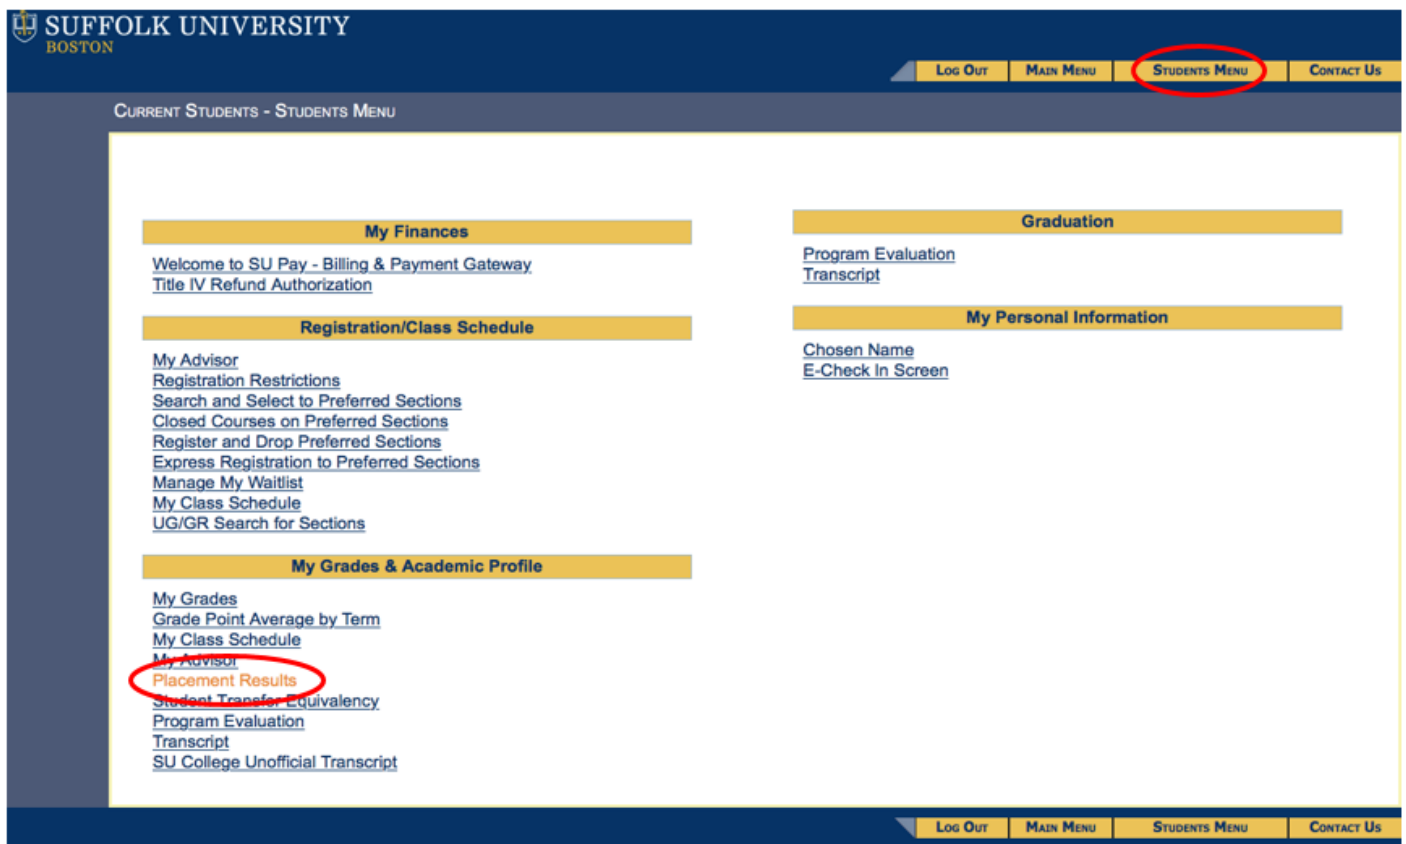 SUFFOLK UNIVERSITY
BOSTON
Log Out Main Menu Students Menu Contact Us
Current Students - Students Menu
My Finances
Welcome to SU Pay - Billing & Payment Gateway
Title IV Refund Authorization
Registration/Class Schedule
My Advisor
Registration Restrictions
Search and Select to Preferred Sections
Closed Courses on Preferred Sections
Register and Drop Preferred Sections
Express Registration to Preferred Sections
Manage My Waitlist
My Class Schedule
UG/GR Search for Sections
My Grades & Academic Profile
My Grades
Grade Point Average by Term
My Class Schedule
My Advisor
Placement Results
Student Transfer Equivalency
Program Evaluation
Transcript
SU College Unofficial Transcript
Graduation
Program Evaluation
Transcript
My Personal Information
Chosen Name
E-Check In Screen
Log Out Main Menu Students Menu Contact Us